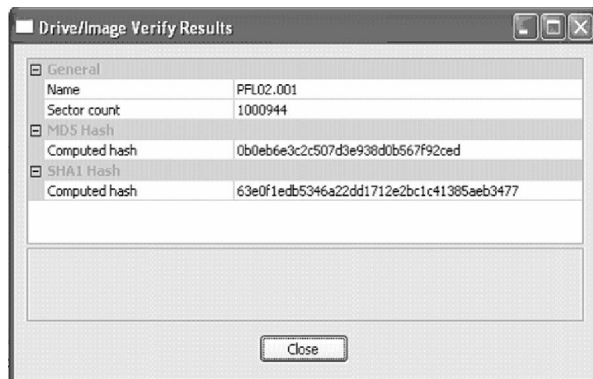 Drive/Image Verify Results
General
Name PFL02.001
Sector count 1000944
MD5 Hash
Computed hash 0b0eb6e3c2c507d3e938d0b567f92ced
SHA1 Hash
Computed hash 63e0f1edb5346a22dd1712e2bc1c41385aeb3477
Close